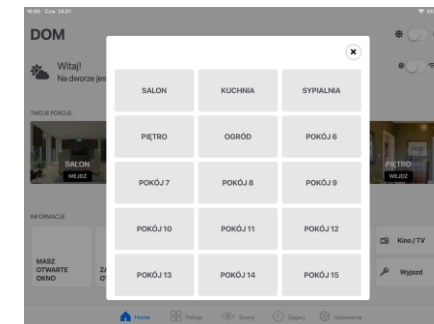 DOM
Witaj!
Na dworze jes
TWOJE POKOJE
SALON
WEJDŹ
PIĘTRO
WEJDŹ
SALON KUCHNIA SYPIALNIA
PIĘTRO OGRÓD POKÓJ 6
POKÓJ 7 POKÓJ 8 POKÓJ 9
POKÓJ 10 POKÓJ 11 POKÓJ 12
POKÓJ 13 POKÓJ 14 POKÓJ 15
INFORMACJE
MASZ
OTWARTE
OKNO
Kino / TV
Wyjazd
Home Pokoje Sceny Zegary Ustawienia